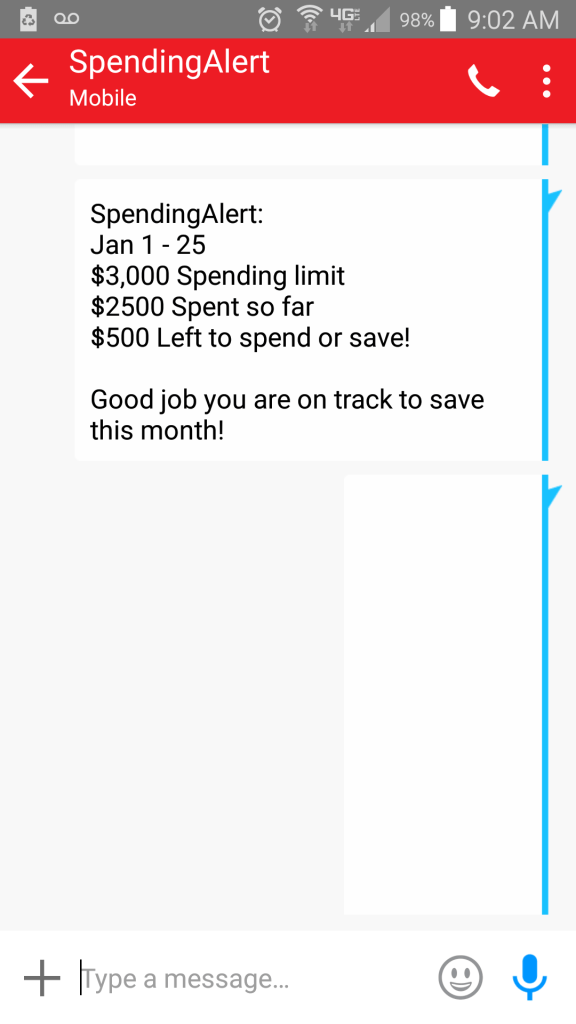 98% 9:02 AM
4G
SpendingAlert
Mobile
SpendingAlert:
Jan 1 - 25
$3,000 Spending limit
$2500 Spent so far
$500 Left to spend or save!
Good job you are on track to save
this month!
Type a message...